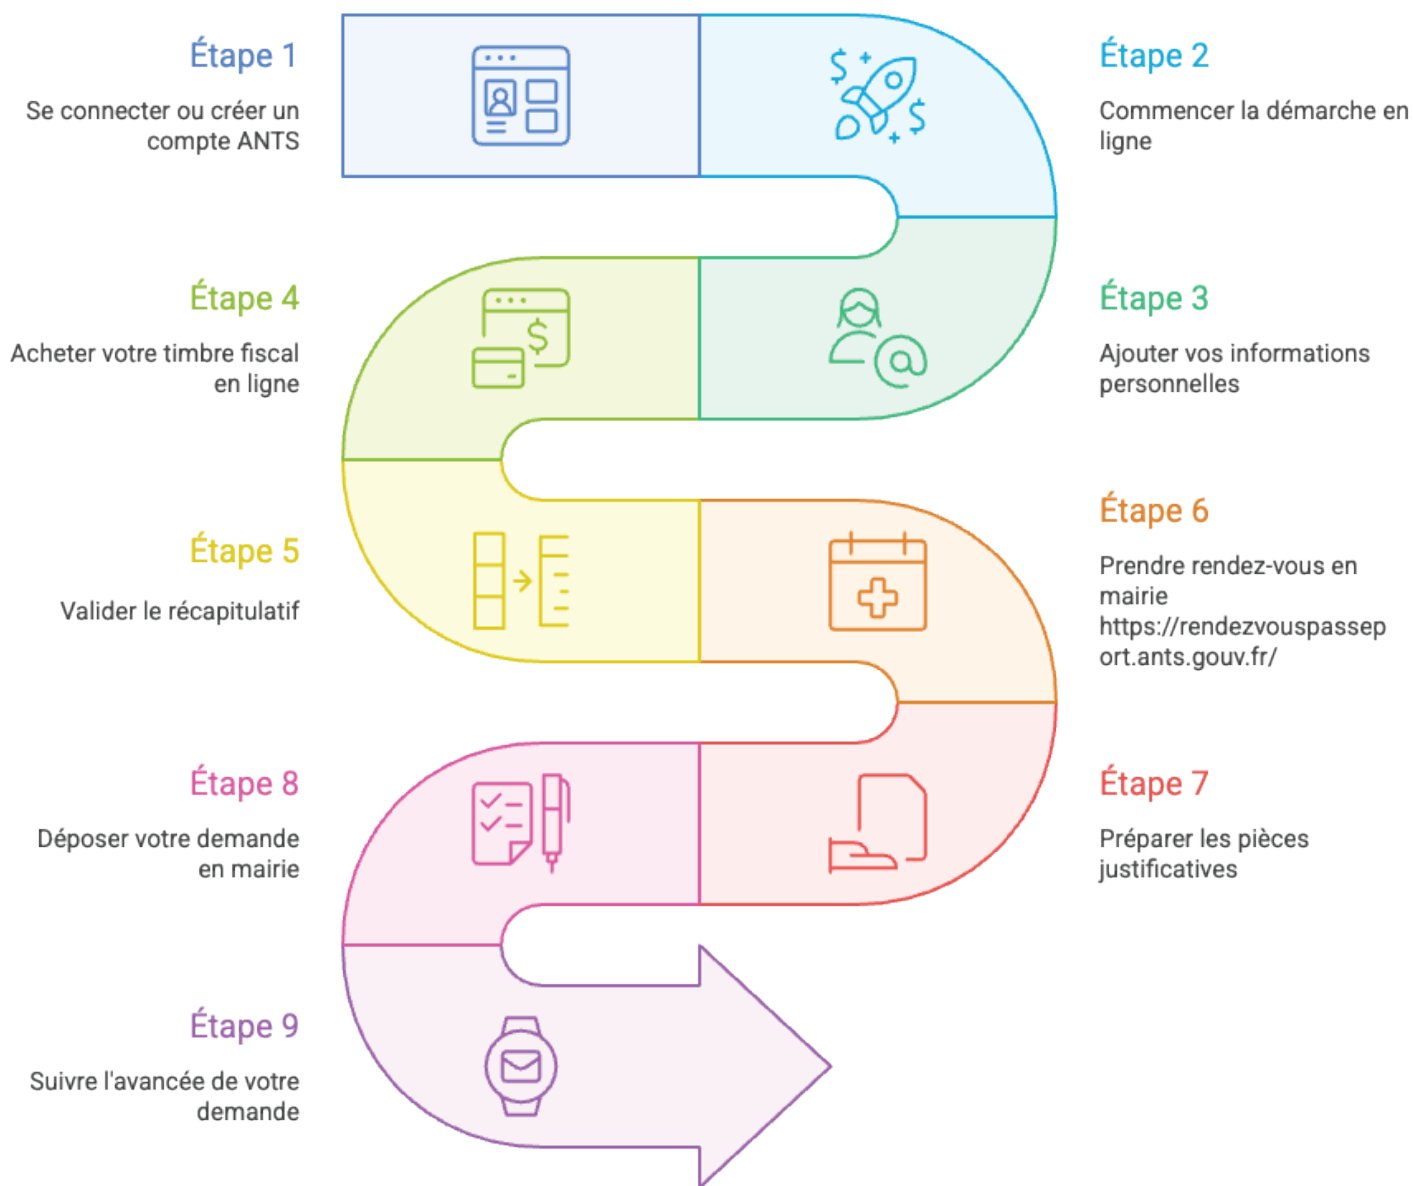 Étape 1
Se connecter ou créer un
compte ANTS
Étape 2
Commencer la démarche en
ligne
Étape 3
Ajouter vos informations
personnelles
Étape 4
Acheter votre timbre fiscal
en ligne
Étape 5
Valider le récapitulatif
Étape 6
Prendre rendez-vous en
mairie
https://rendezvouspassep
ort.ants.gouv.fr/
Étape 7
Préparer les pièces
justificatives
Étape 8
Déposer votre demande
en mairie
Étape 9
Suivre l'avancée de votre
demande